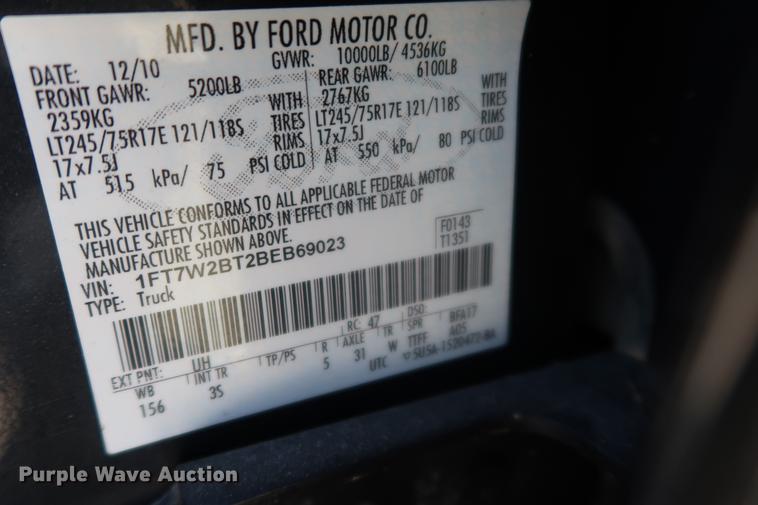 MFD. BY FORD MOTOR CO.
DATE: 12/10 GVWR: 10000LB/ 4536KG
FRONT GAWR: 5200LB REAR GAWR: 6100LB
2359KG WITH 2767KG WITH
LT245/75R17E 121/118S TIRES LT245/75R17E 121/118S TIRES
17x7.5J RIMS 17x7.5J RIMS
AT 515 kPa/ 75 PSI COLD AT 550 kPa/ 80 PSI COLD
THIS VEHICLE CONFORMS TO ALL APPLICABLE FEDERAL MOTOR
VEHICLE SAFETY STANDARDS IN EFFECT ON THE DATE OF
MANUFACTURE SHOWN ABOVE.
VIN: 1FT7W2BT2BEB69023
TYPE: Truck
F0143
T1351
EXT PNT: UH RC: 47 DSO:
WB INT TR TP/PS R AXLE TR SPR BFA17
156 3S 5 31 W TTFF A05
UTC 5U5A-1520472-BA
Purple Wave Auction